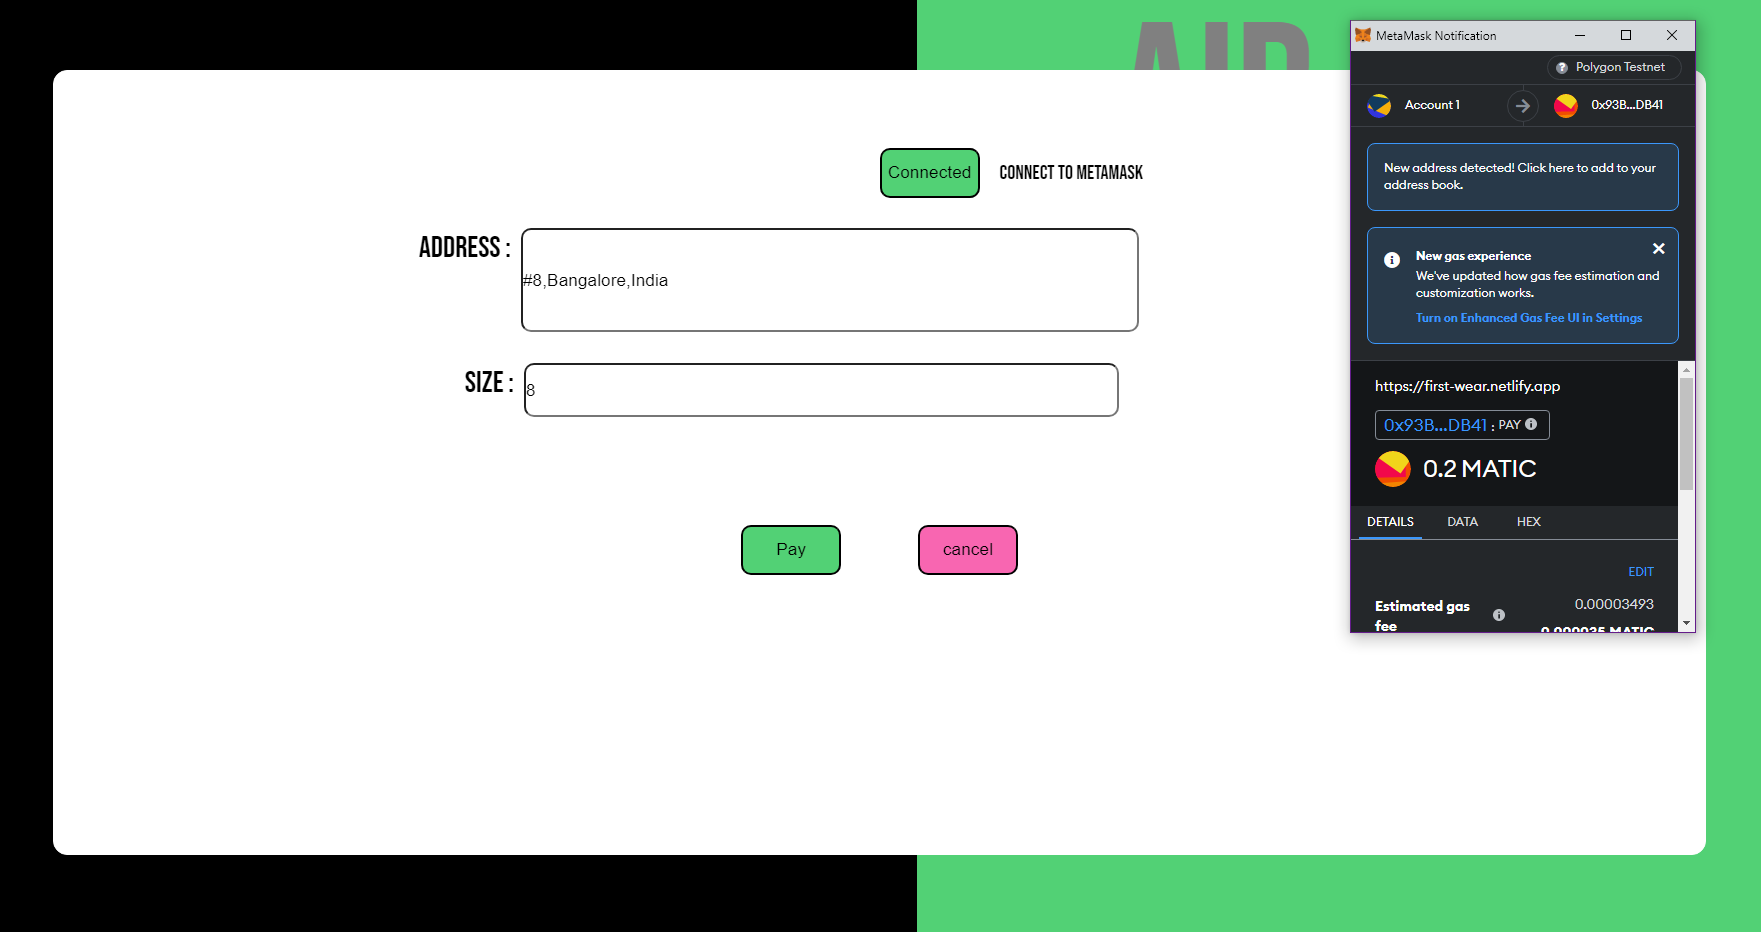 Connected
CONNECT TO METAMASK
ADDRESS :
#8,Bangalore,India
SIZE :
8
Pay
cancel
MetaMask Notification
Polygon Testnet
Account 1
0x93B...DB41
New address detected! Click here to add to your
address book.
New gas experience
We've updated how gas fee estimation and
customization works.
Turn on Enhanced Gas Fee UI in Settings
https://first-wear.netlify.app
0x93B...DB41 : PAY
0.2 MATIC
DETAILS DATA HEX
EDIT
Estimated gas
fee
0.00003493
0.000035 MATIC